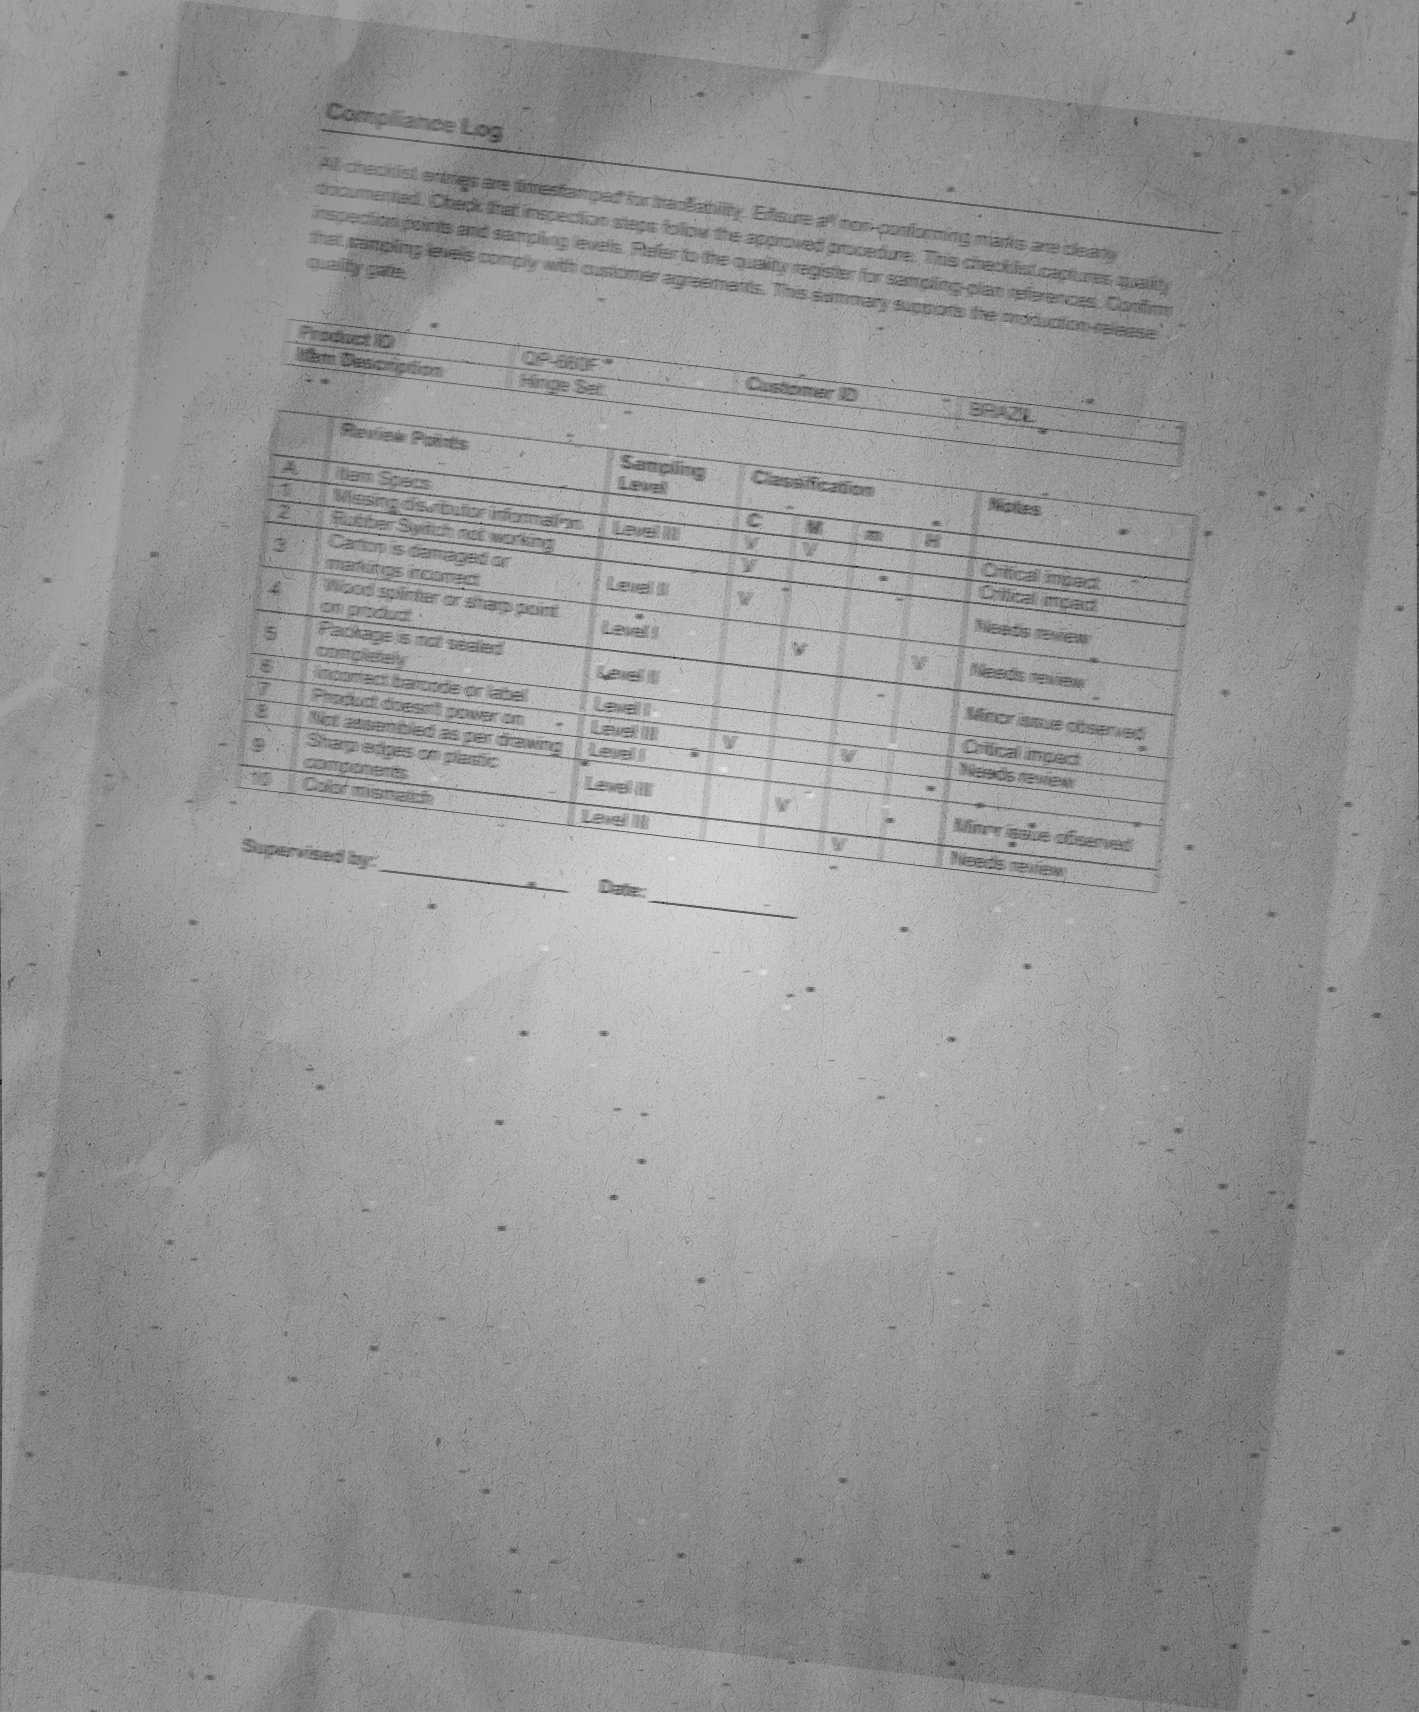 Compliance Log
All checklist entries are timestamped for traceability. Ensure all non-conforming marks are clearly
documented. Check that inspection steps follow the approved procedure. This checklist captures quality
inspection points and sampling levels. Refer to the quality register for sampling-plan references. Confirm
that sampling levels comply with customer agreements. This summary supports the production-release
quality gate.
Product ID Customer ID BRAZIL
Item Description Hinge Set
Review Points Sampling Level Classification Notes
A. Item Specs C M m H
1 Missing distributor information Level III V V Critical impact
2 Rubber Switch not working V Critical impact
3 Carton is damaged or markings incorrect Level II V Needs review
4 Wood splinter or sharp point on product Level I V V Needs review
5 Package is not sealed completely Level II Minor issue observed
6 Incorrect barcode or label Level I Critical impact
7 Product doesn't power on Level III V V Needs review
8 Not assembled as per drawing Level I
9 Sharp edges on plastic components Level III V Minor issue observed
10 Color mismatch Level III V Needs review
Supervised by: Date: